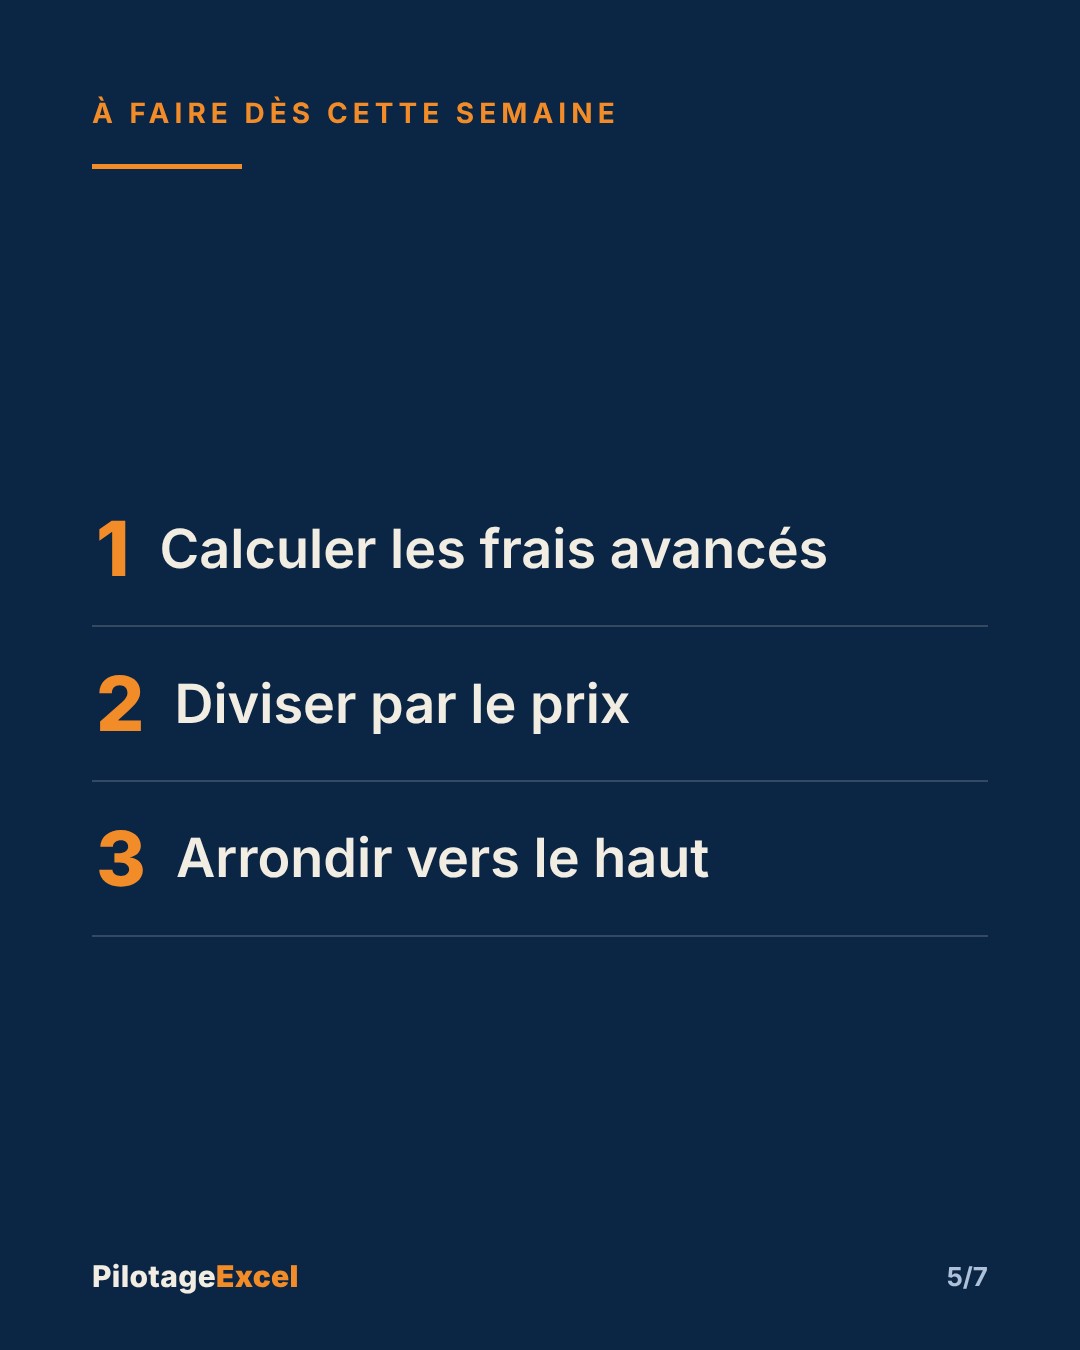 À FAIRE DÈS CETTE SEMAINE
1 Calculer les frais avancés
2 Diviser par le prix
3 Arrondir vers le haut
PilotageExcel
5/7